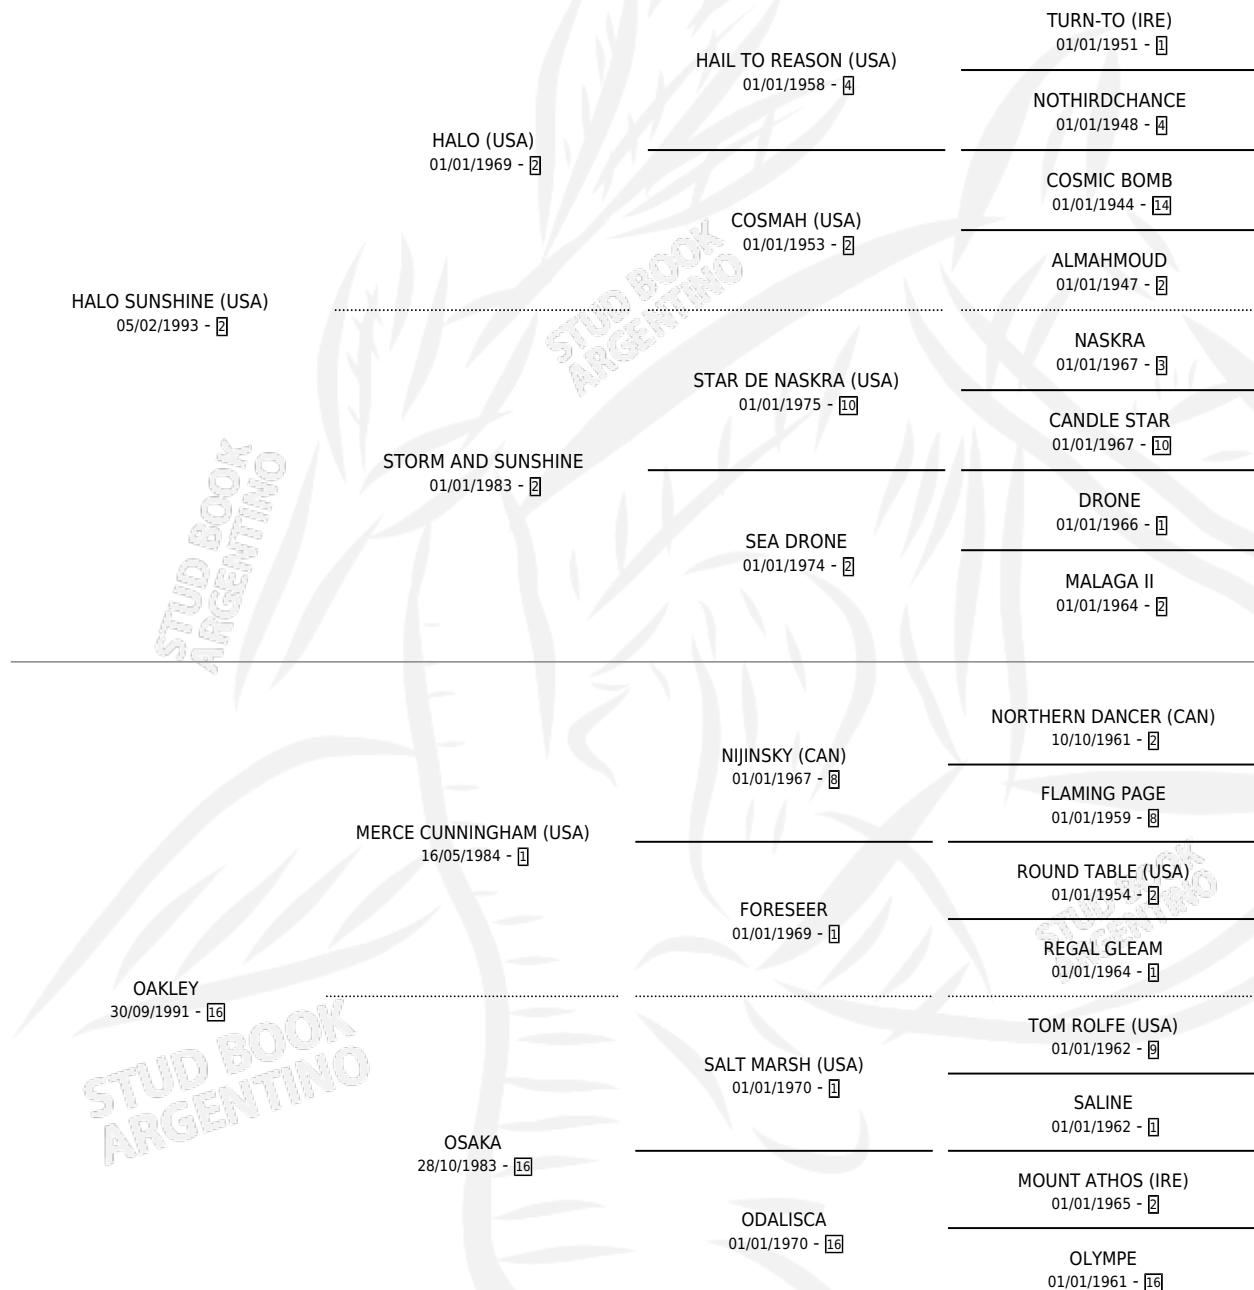 TURN-TO (IRE)
01/01/1951 - 1
HAIL TO REASON (USA)
01/01/1958 - 4
NOTHIRDCHANCE
01/01/1948 - 4
HALO (USA)
01/01/1969 - 2
COSMIC BOMB
01/01/1944 - 14
COSMAH (USA)
01/01/1953 - 2
ALMAHMOUD
01/01/1947 - 2
HALO SUNSHINE (USA)
05/02/1993 - 2
STUD BOOK
ARGENTINO
NASKRA
01/01/1967 - 3
STAR DE NASKRA (USA)
01/01/1975 - 10
CANDLE STAR
01/01/1967 - 10
STORM AND SUNSHINE
01/01/1983 - 2
DRONE
01/01/1966 - 1
SEA DRONE
01/01/1974 - 2
MALAGA II
01/01/1964 - 2
STUD BOOK
ARGENTINO
NORTHERN DANCER (CAN)
10/10/1961 - 2
NIJINSKY (CAN)
01/01/1967 - 8
FLAMING PAGE
01/01/1959 - 8
MERCE CUNNINGHAM (USA)
16/05/1984 - 1
ROUND TABLE (USA)
01/01/1954 - 2
STUD BOOK
ARGENTINO
FORESEER
01/01/1969 - 1
REGAL GLEAM
01/01/1964 - 1
OAKLEY
30/09/1991 - 16
STUD BOOK
ARGENTINO
TOM ROLFE (USA)
01/01/1962 - 9
SALT MARSH (USA)
01/01/1970 - 1
SALINE
01/01/1962 - 1
OSAKA
28/10/1983 - 16
MOUNT ATHOS (IRE)
01/01/1965 - 2
ODALISCA
01/01/1970 - 16
OLYMPE
01/01/1961 - 16